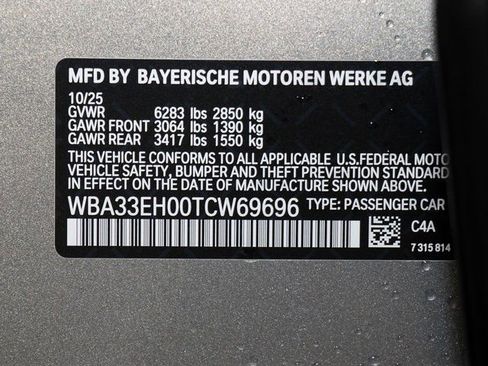 MFD BY BAYERISCHE MOTOREN WERKE AG
10/25
GVWR 6283 lbs 2850 kg
GAWR FRONT 3064 lbs 1390 kg
GAWR REAR 3417 lbs 1550 kg
THIS VEHICLE CONFORMS TO ALL APPLICABLE U.S.FEDERAL MOTO
VEHICLE SAFETY, BUMPER AND THEFT PREVENTION STANDARD
IN EFFECT ON THE DATE OF MANUFACTURE SHOWN ABOVE.
WBA33EH00TCW69696 TYPE: PASSENGER CAR
C4A
7 315 814